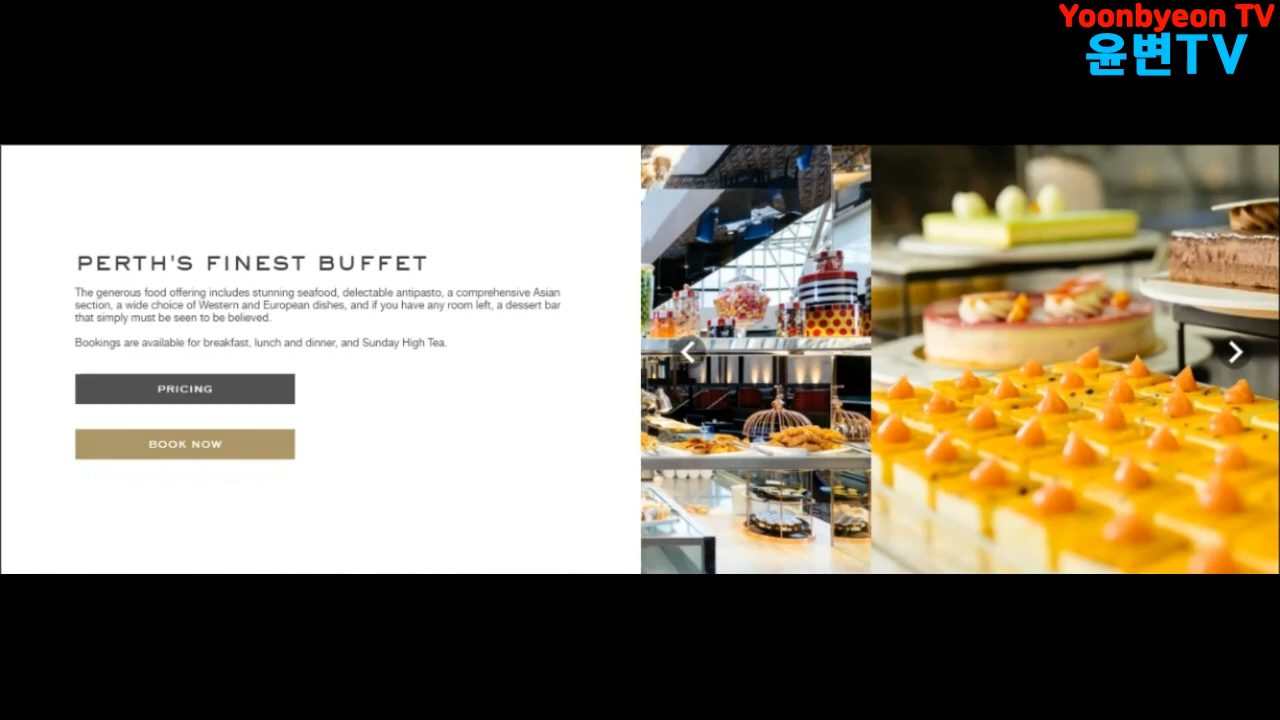 Yoonbyeon TV
윤변TV
PERTH'S FINEST BUFFET
The generous food offering includes stunning seafood, delectable antipasto, a comprehensive Asian
section, a wide choice of Western and European dishes, and if you have any room left, a dessert bar
that simply must be seen to be believed.
Bookings are available for breakfast, lunch and dinner, and Sunday High Tea.
PRICING
BOOK NOW